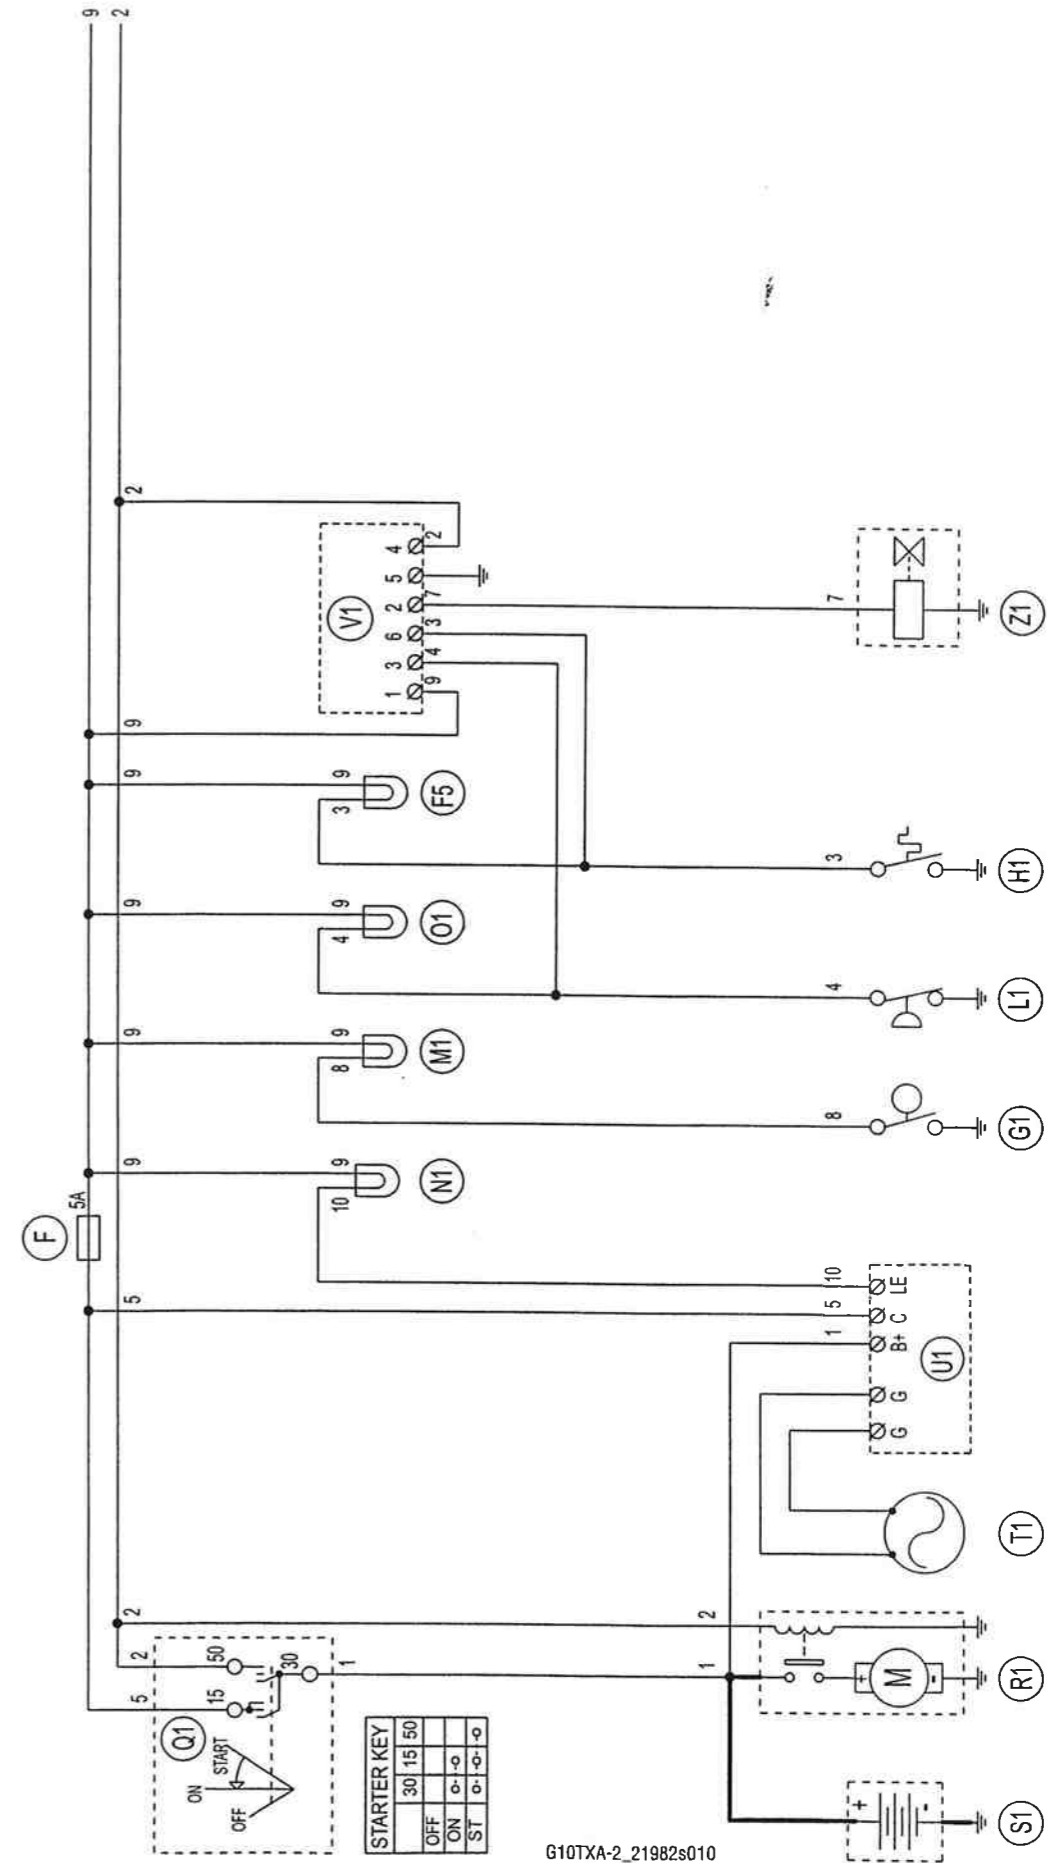 F
5A
9
2
5
2
2
5
9
9
9
9
9
2
Q1
ON
START
OFF
15
50
30
1
10
9
8
9
4
9
3
9
V1
1 3 6 2 5 4
9 4 3 7 2
N1
M1
O1
F5
STARTER KEY
30 15 50
OFF
ON
ST
1
2
1
5
10
8
4
3
7
G G B+ C LE
U1
+
-
+
M
-
S1
R1
T1
G1
L1
H1
Z1
G10TXA-2_21982s010